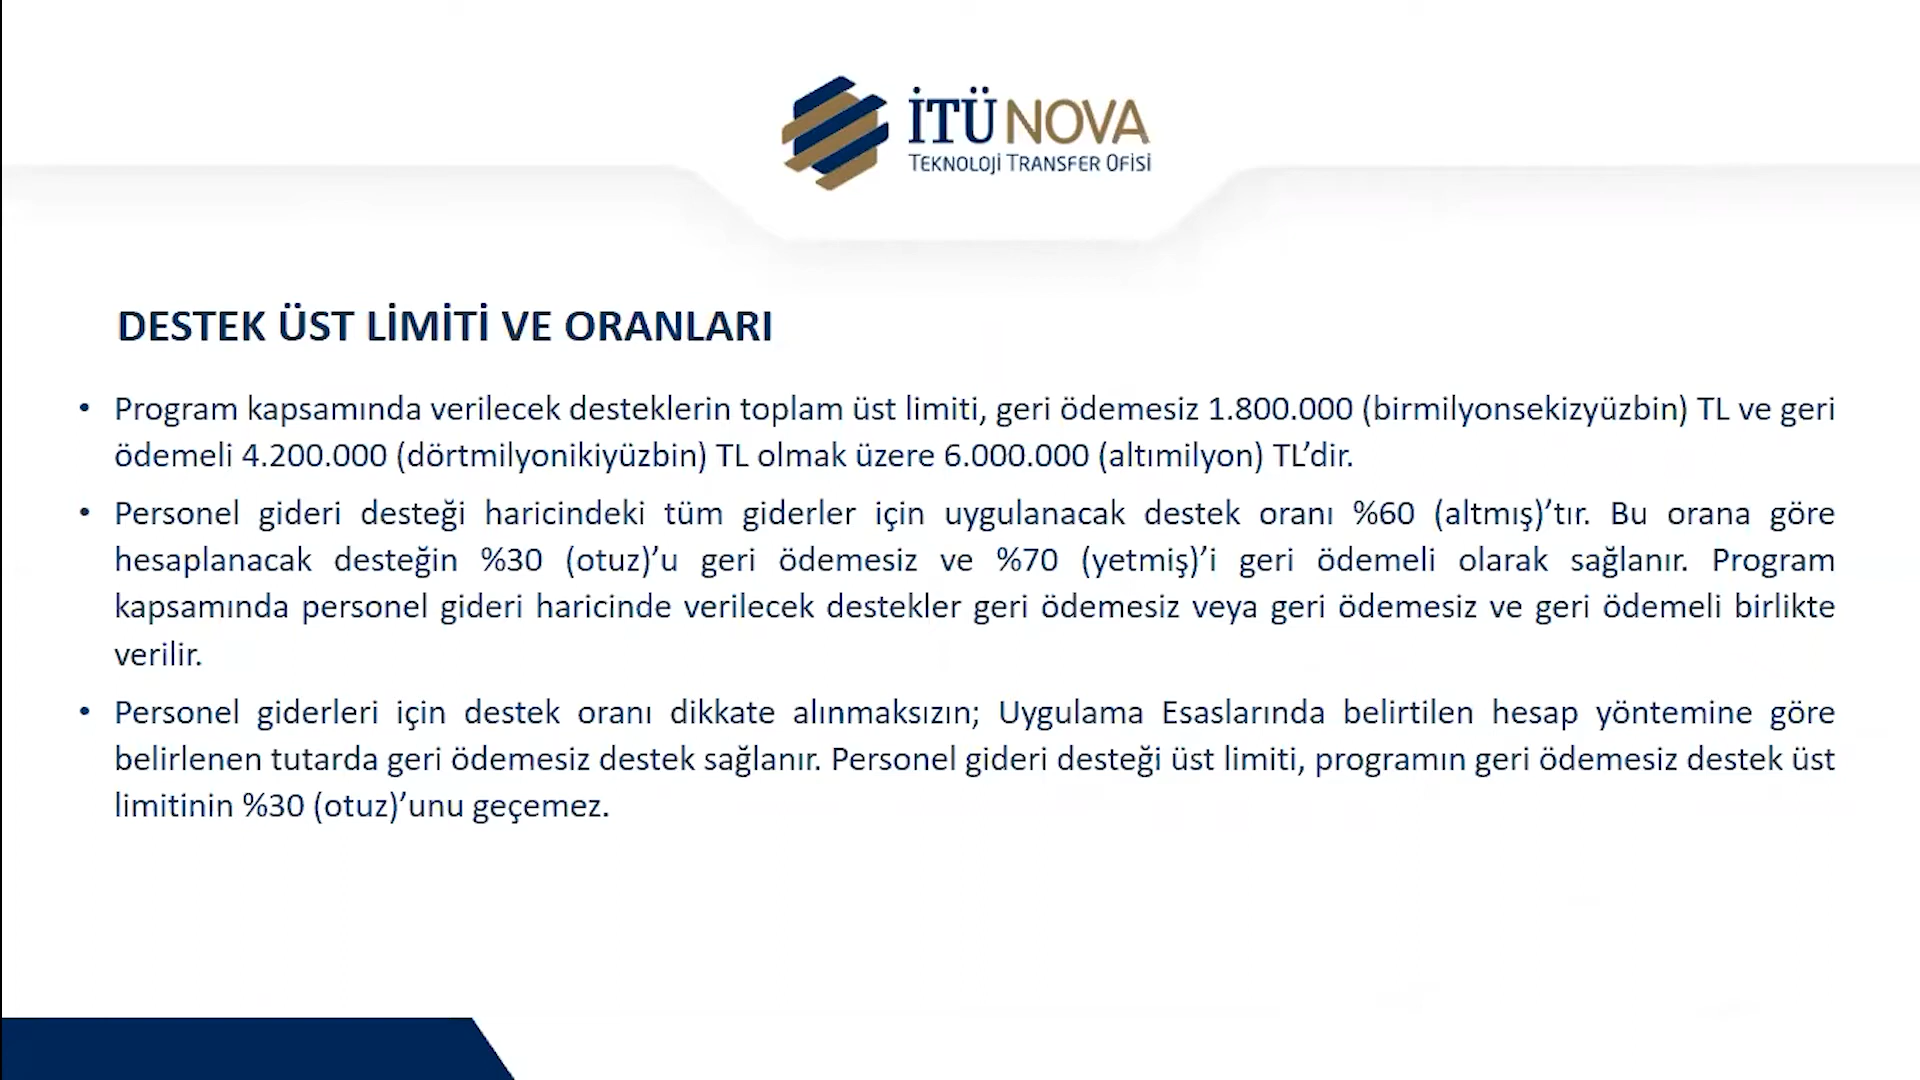 İTÜ NOVA
TEKNOLOJİ TRANSFER OFİSİ
DESTEK ÜST LİMİTİ VE ORANLARI
• Program kapsamında verilecek desteklerin toplam üst limiti, geri ödemesiz 1.800.000 (birmilyonsekizyüzbin) TL ve geri
ödemeli 4.200.000 (dörtmilyonikiyüzbin) TL olmak üzere 6.000.000 (altımilyon) TL’dir.
• Personel gideri desteği haricindeki tüm giderler için uygulanacak destek oranı %60 (altmış)’tır. Bu orana göre
hesaplanacak desteğin %30 (otuz)’u geri ödemesiz ve %70 (yetmiş)’i geri ödemeli olarak sağlanır. Program
kapsamında personel gideri haricinde verilecek destekler geri ödemesiz veya geri ödemesiz ve geri ödemeli birlikte
verilir.
• Personel giderleri için destek oranı dikkate alınmaksızın; Uygulama Esaslarında belirtilen hesap yöntemine göre
belirlenen tutarda geri ödemesiz destek sağlanır. Personel gideri desteği üst limiti, programın geri ödemesiz destek üst
limitinin %30 (otuz)’unu geçemez.